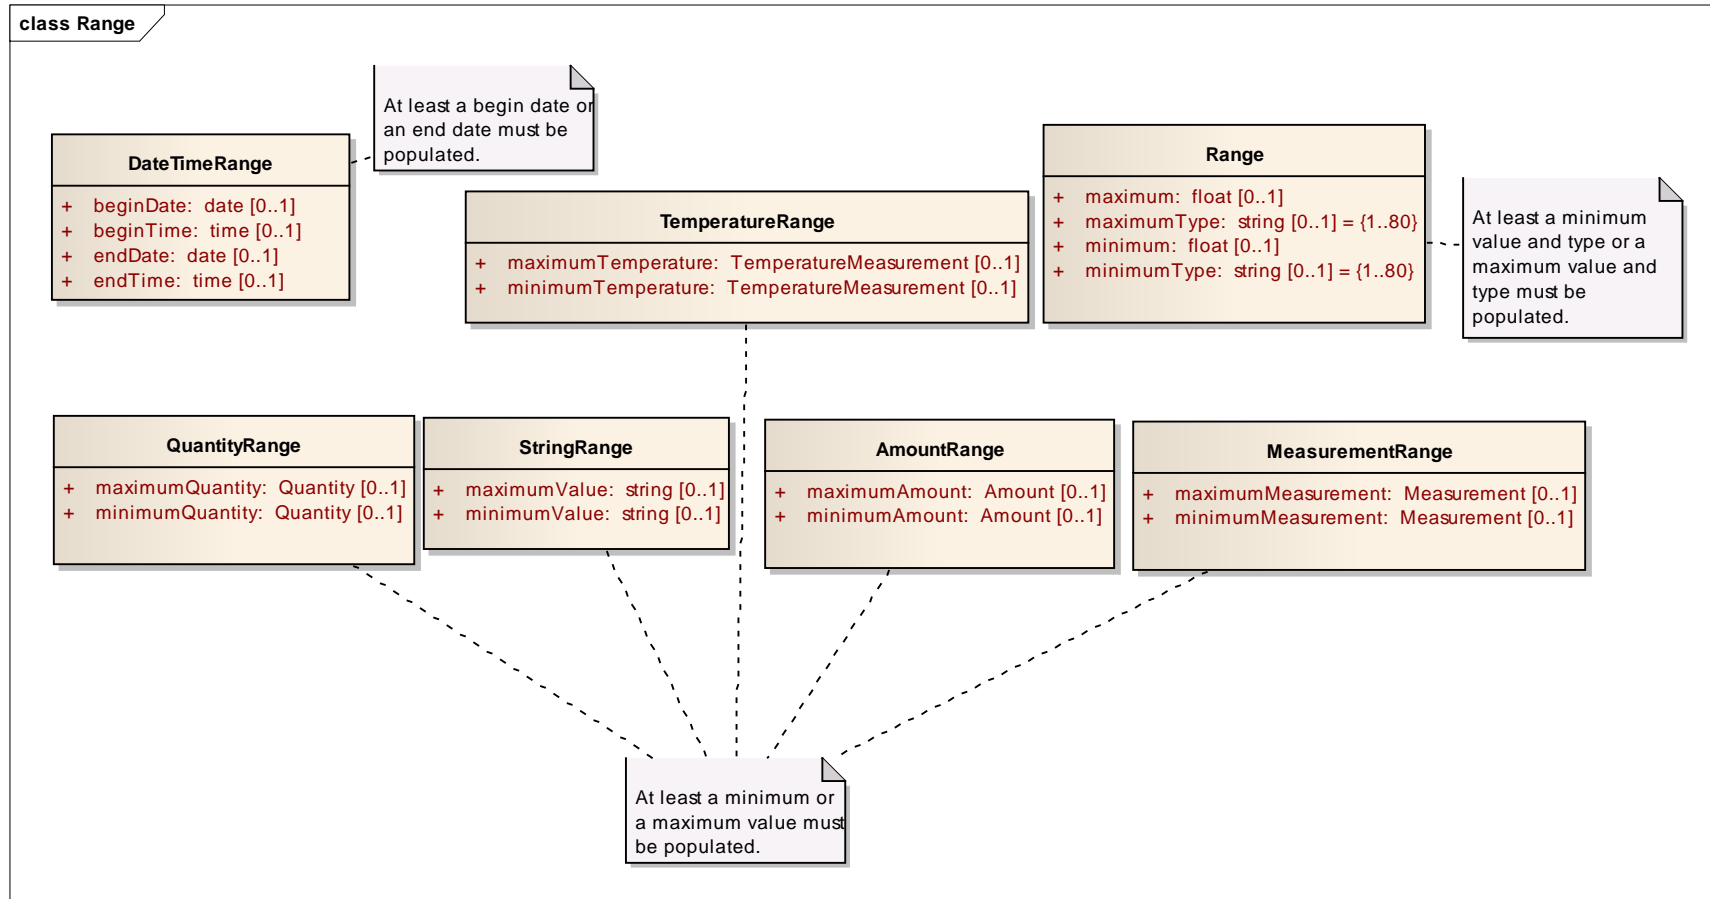 class Range
At least a begin date or
an end date must be
populated.
DateTimeRange
+ beginDate: date [0..1]
+ beginTime: time [0..1]
+ endDate: date [0..1]
+ endTime: time [0..1]
TemperatureRange
+ maximumTemperature: TemperatureMeasurement [0..1]
+ minimumTemperature: TemperatureMeasurement [0..1]
Range
+ maximum: float [0..1]
+ maximumType: string [0..1] = {1..80}
+ minimum: float [0..1]
+ minimumType: string [0..1] = {1..80}
At least a minimum
value and type or a
maximum value and
type must be
populated.
QuantityRange
+ maximumQuantity: Quantity [0..1]
+ minimumQuantity: Quantity [0..1]
StringRange
+ maximumValue: string [0..1]
+ minimumValue: string [0..1]
AmountRange
+ maximumAmount: Amount [0..1]
+ minimumAmount: Amount [0..1]
MeasurementRange
+ maximumMeasurement: Measurement [0..1]
+ minimumMeasurement: Measurement [0..1]
At least a minimum or
a maximum value must
be populated.